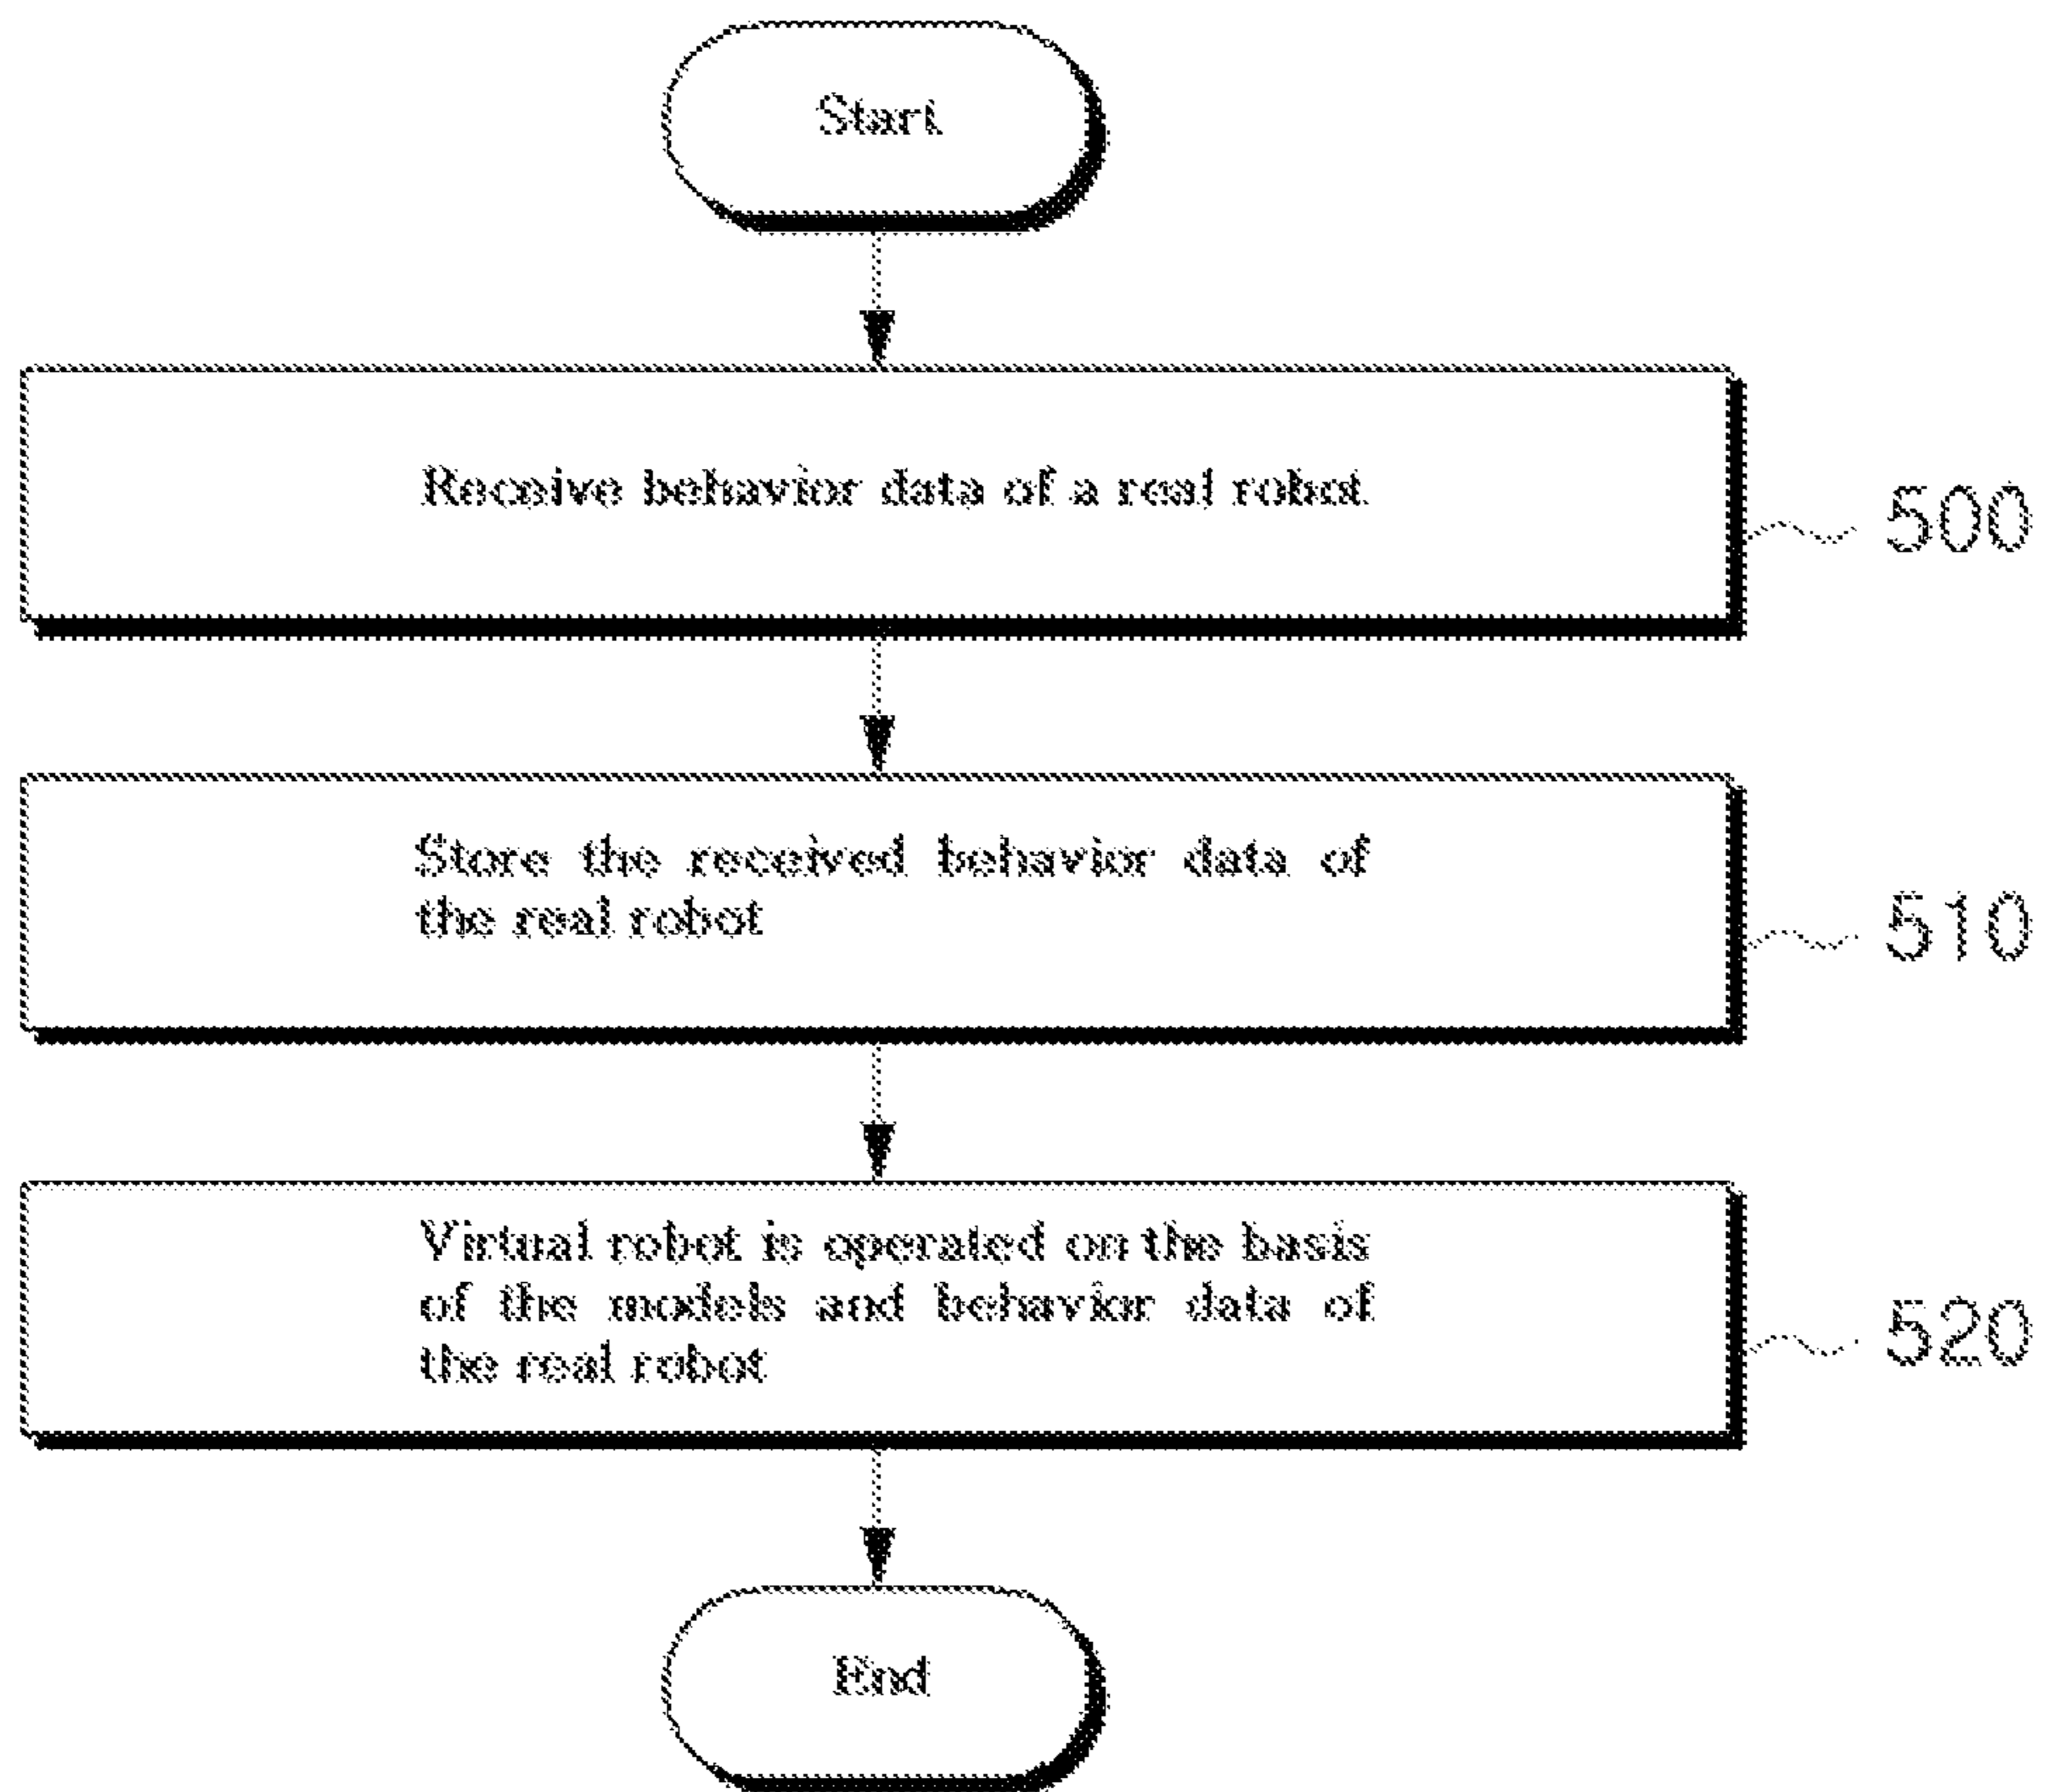 Start
Receive behavior data of a real robot
500
Store the received behavior data of
the real robot
510
Virtual robot is operated on the basis
of the models and behavior data of
the real robot
520
End